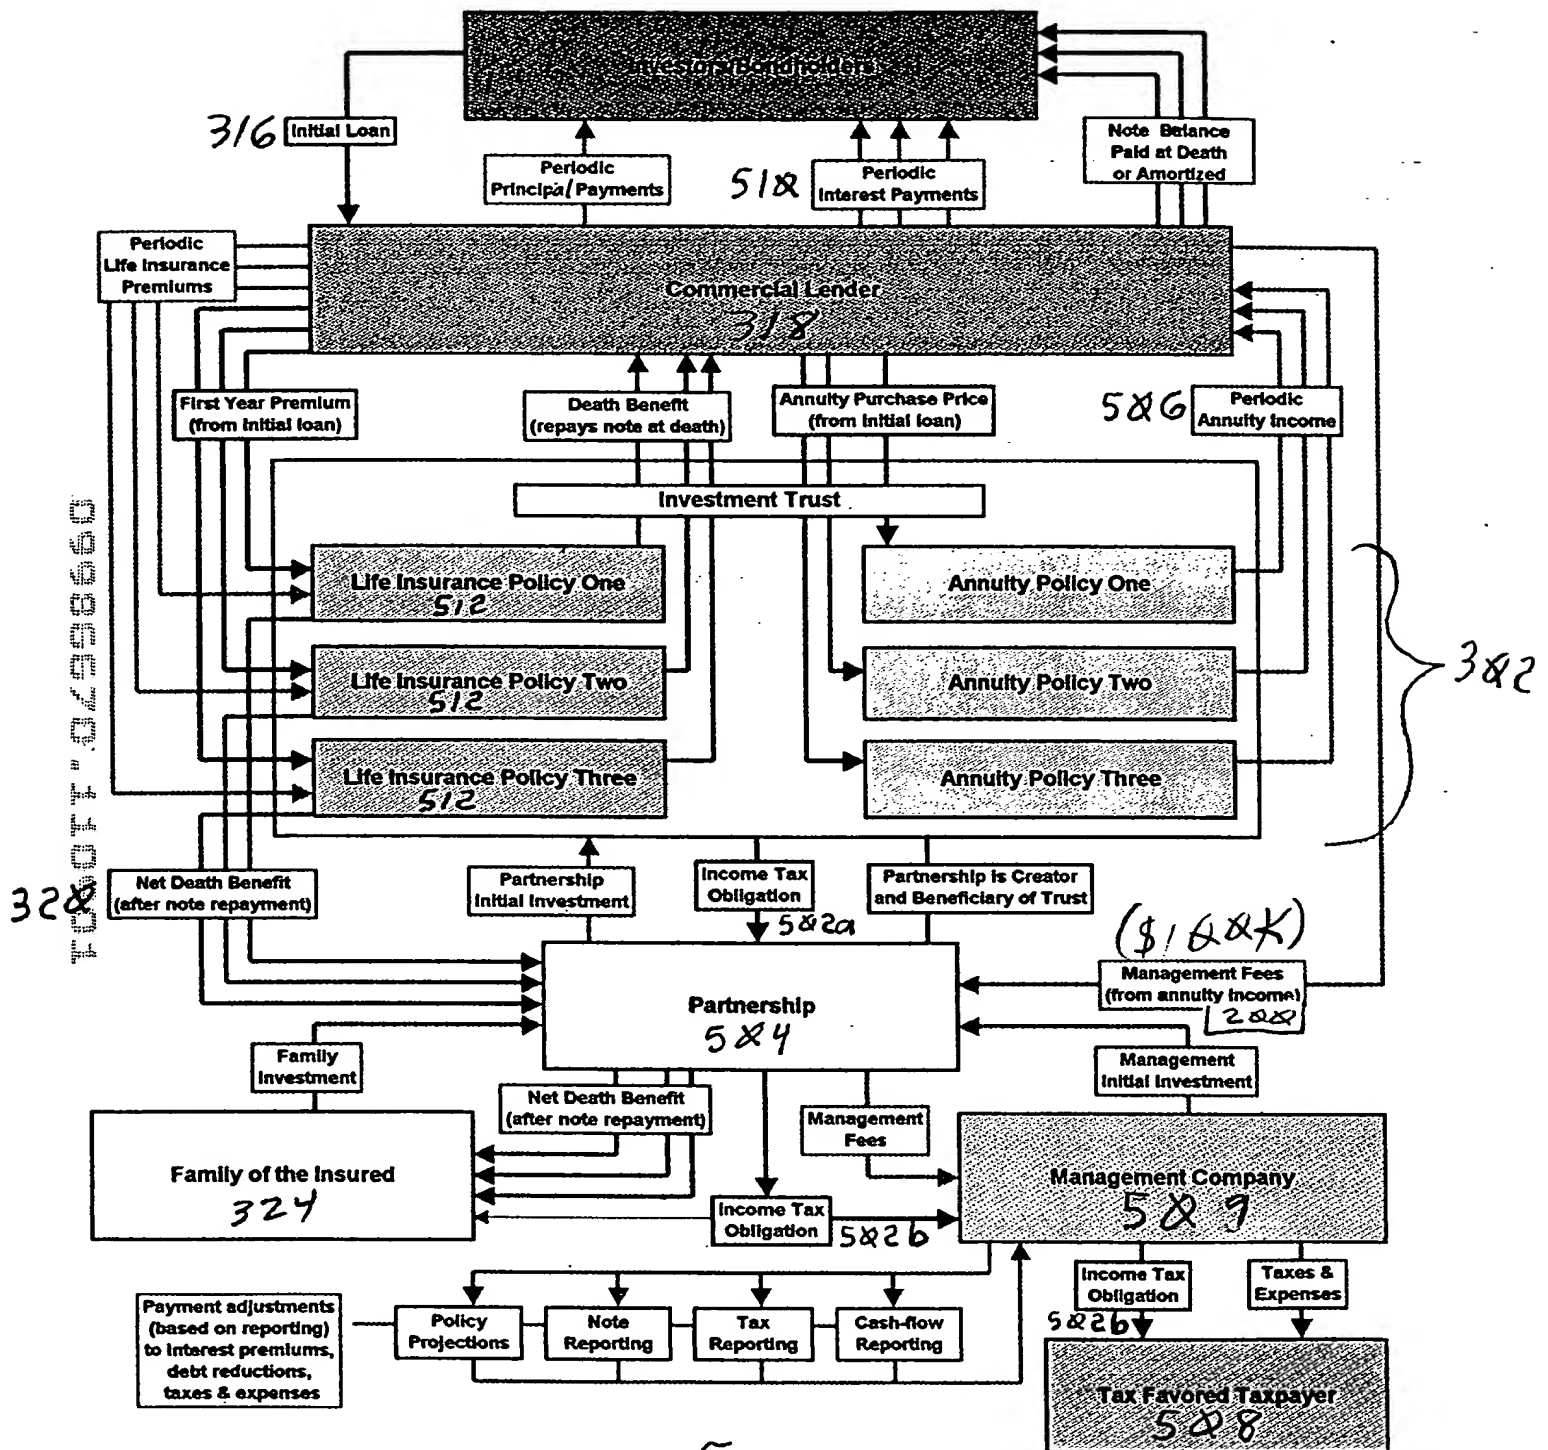 Investors/Bondholders
316
Initial Loan
Periodic
Principal Payments
510
Periodic
Interest Payments
Note Balance
Paid at Death
or Amortized
Periodic
Life Insurance
Premiums
Commercial Lender
318
First Year Premium
(from initial loan)
Death Benefit
(repays note at death)
Annuity Purchase Price
(from initial loan)
506
Periodic
Annuity Income
Investment Trust
Life Insurance Policy One
512
Annuity Policy One
Life Insurance Policy Two
512
Annuity Policy Two
302
Life Insurance Policy Three
512
Annuity Policy Three
320
Net Death Benefit
(after note repayment)
Partnership
Initial Investment
Income Tax
Obligation
502a
Partnership is Creator
and Beneficiary of Trust
($100K)
Management Fees
(from annuity income)
200
Partnership
504
Family
Investment
Management
Initial Investment
Net Death Benefit
(after note repayment)
Management
Fees
Family of the Insured
324
Management Company
509
Income Tax
Obligation
502b
Income Tax
Obligation
502b
Taxes &
Expenses
Payment adjustments
(based on reporting)
to interest premiums,
debt reductions,
taxes & expenses
Policy
Projections
Note
Reporting
Tax
Reporting
Cash-flow
Reporting
Tax Favored Taxpayer
508